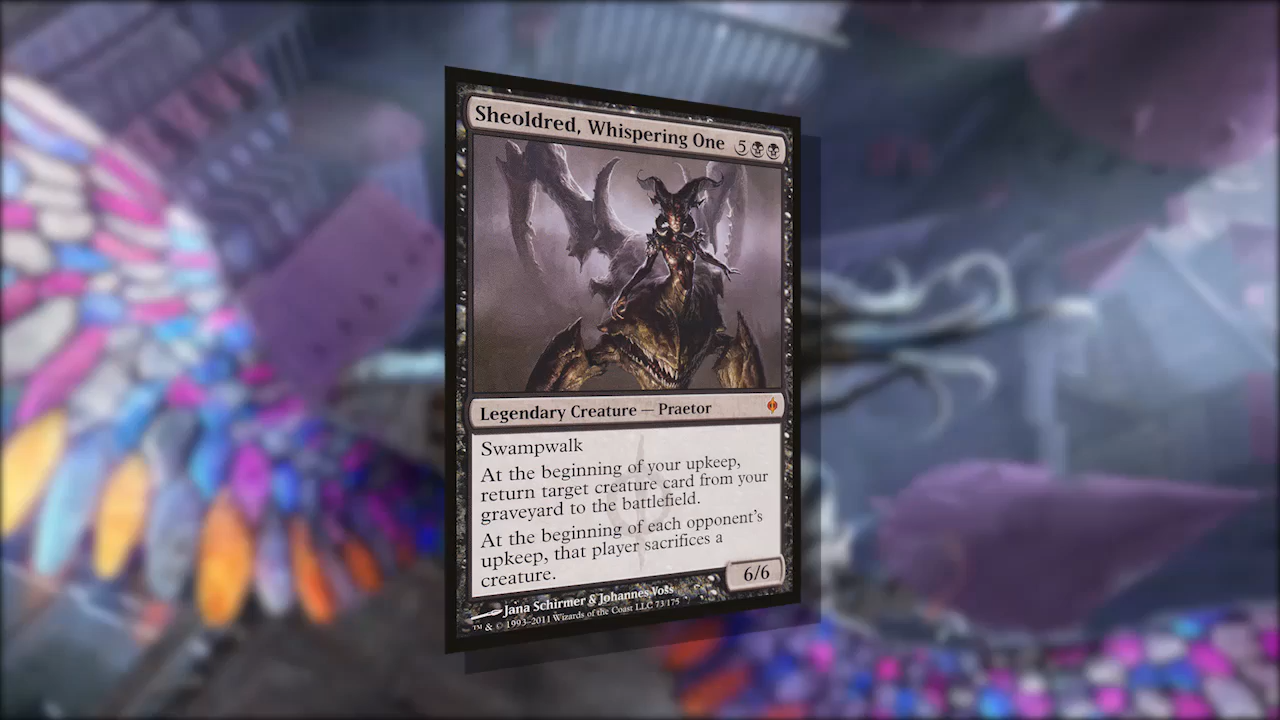 Sheoldred, Whispering One 5
Legendary Creature — Praetor
Swampwalk
At the beginning of your upkeep,
return target creature card from your
graveyard to the battlefield.
At the beginning of each opponent's
upkeep, that player sacrifices a
creature.
6/6
Jana Schirmer & Johannes Voss
™ & © 1993–2011 Wizards of the Coast LLC 73/175